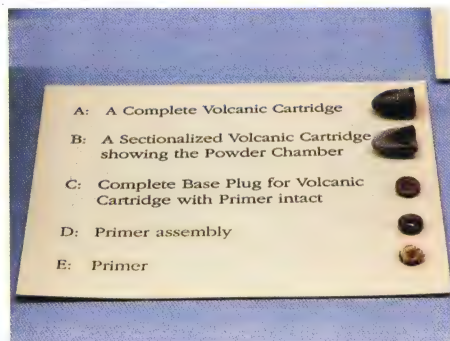 A: A Complete Volcanic Cartridge
B: A Sectionalized Volcanic Cartridge
showing the Powder Chamber
C: Complete Base Plug for Volcanic
Cartridge with Primer intact
D: Primer assembly
E: Primer